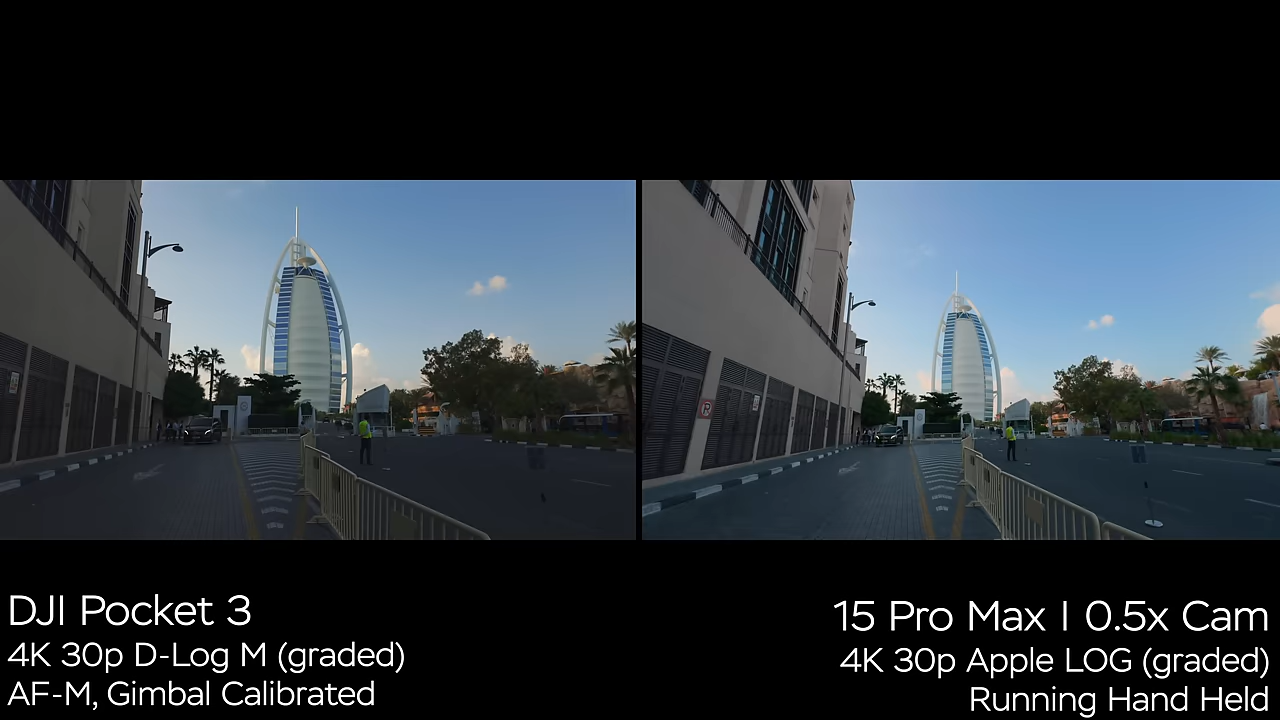 DJI Pocket 3
4K 30p D-Log M (graded)
AF-M, Gimbal Calibrated
15 Pro Max | 0.5x Cam
4K 30p Apple LOG (graded)
Running Hand Held